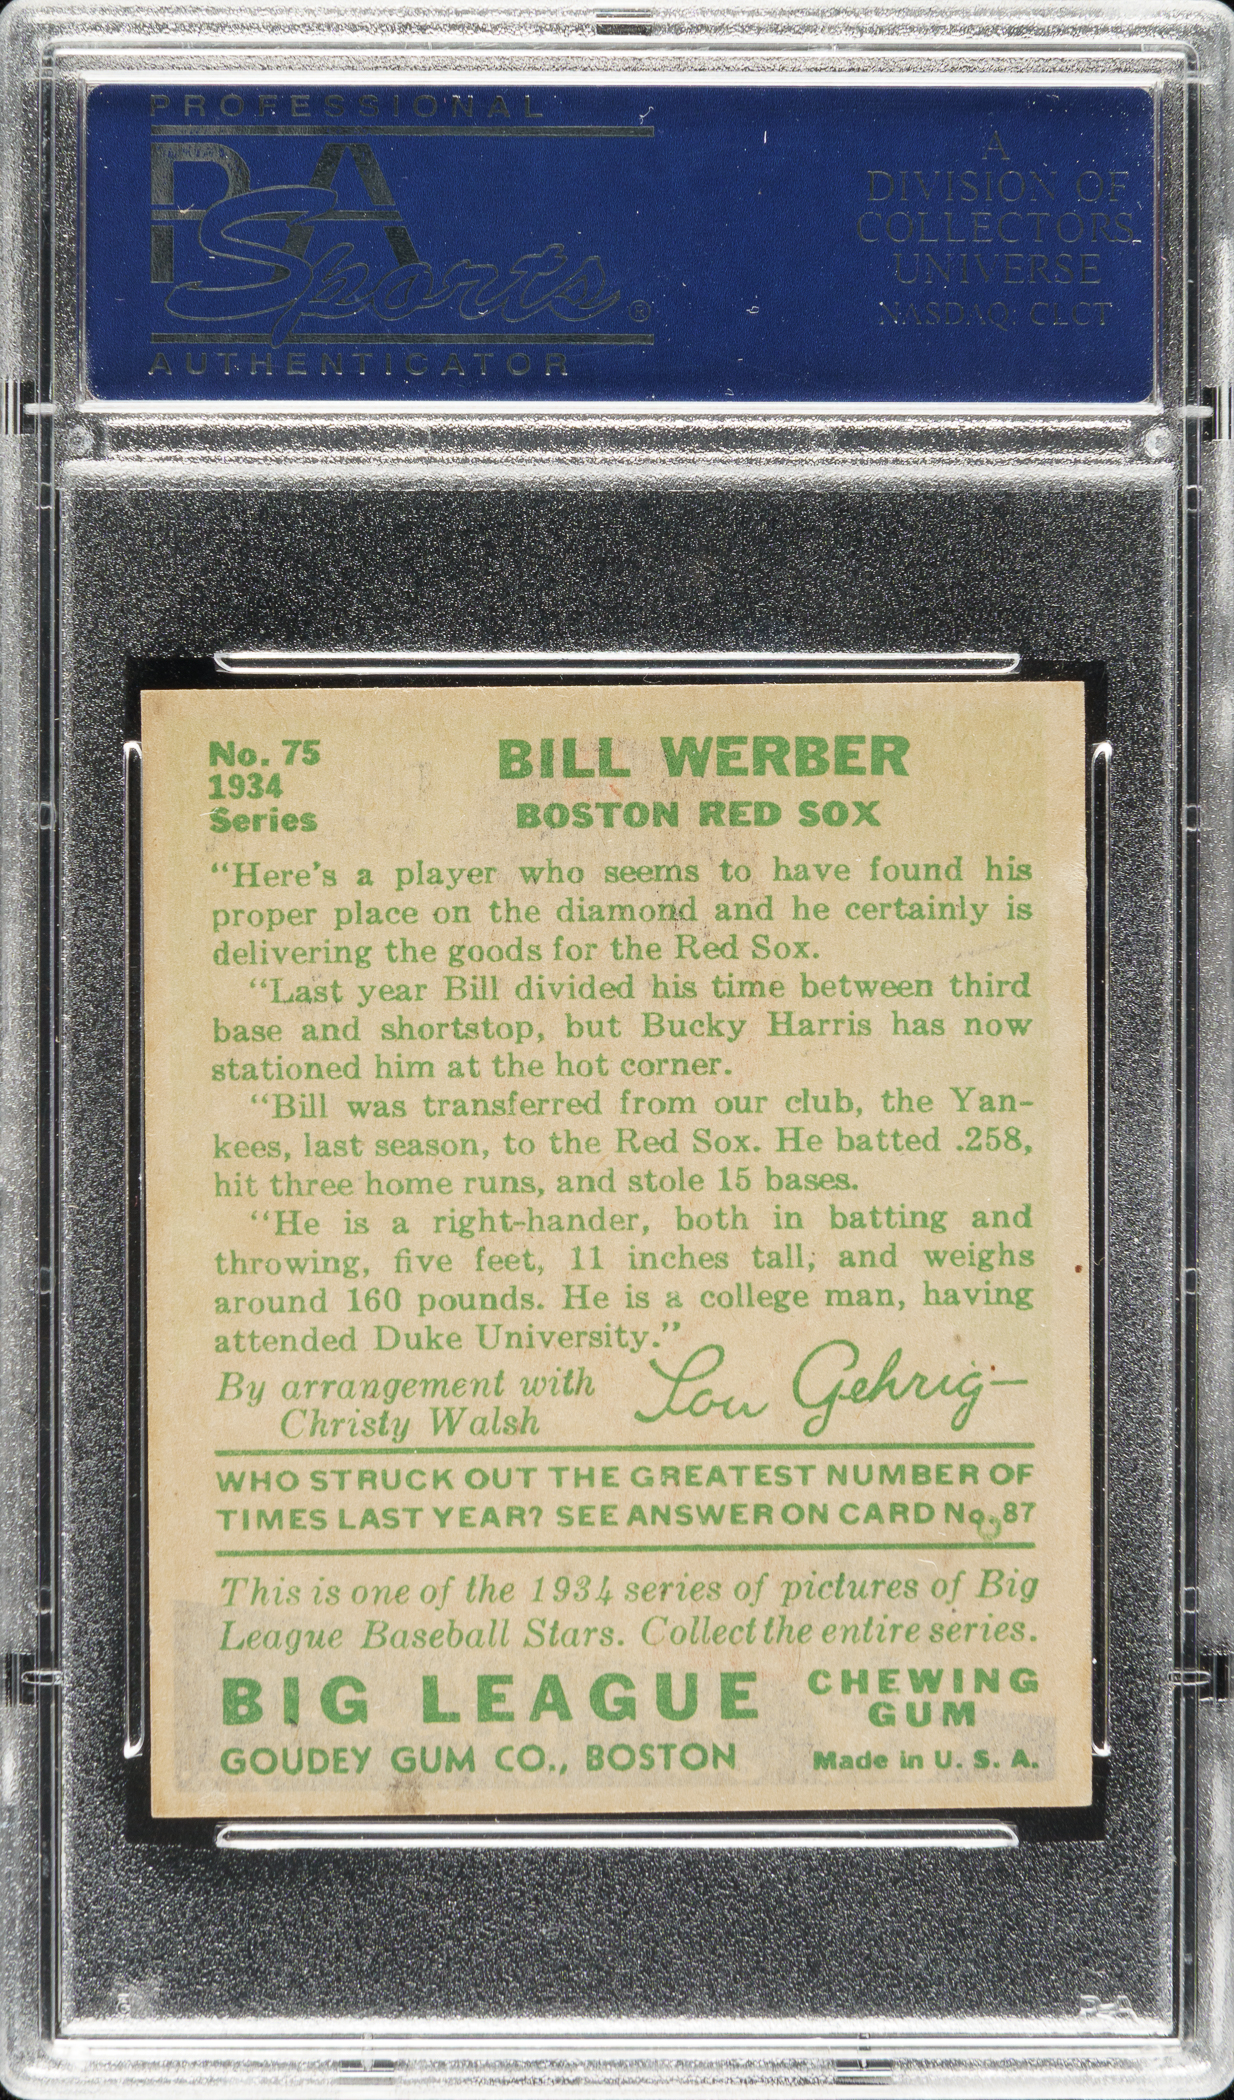 PROFESSIONAL
PSA
Sports®
AUTHENTICATOR
A
DIVISION OF
COLLECTORS
UNIVERSE
NASDAQ: CLCT
No. 75
1934
Series
BILL WERBER
BOSTON RED SOX
“Here’s a player who seems to have found his
proper place on the diamond and he certainly is
delivering the goods for the Red Sox.
“Last year Bill divided his time between third
base and shortstop, but Bucky Harris has now
stationed him at the hot corner.
“Bill was transferred from our club, the Yan-
kees, last season, to the Red Sox. He batted .258,
hit three home runs, and stole 15 bases.
“He is a right-hander, both in batting and
throwing, five feet, 11 inches tall, and weighs
around 160 pounds. He is a college man, having
attended Duke University.”
By arrangement with
Christy Walsh
Lou Gehrig
WHO STRUCK OUT THE GREATEST NUMBER OF
TIMES LAST YEAR? SEE ANSWER ON CARD No. 87
This is one of the 1934 series of pictures of Big
League Baseball Stars. Collect the entire series.
BIG LEAGUE
CHEWING
GUM
GOUDEY GUM CO., BOSTON
Made in U. S. A.
PSA